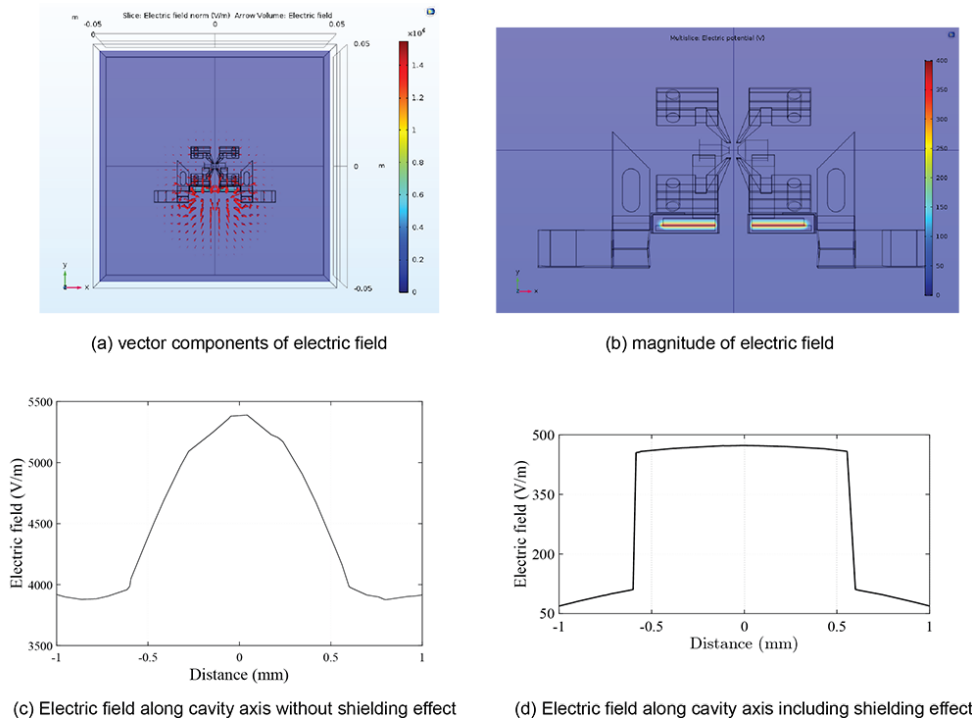 Slice: Electric field norm (V/m) Arrow Volume: Electric field
m
-0.05
0
0.05
0
0.05
m
0
-0.05
×10⁶
1.4
1.2
1
0.8
0.6
0.4
0.2
0
y
z
x
(a) vector components of electric field
Multislice: Electric potential (V)
400
350
300
250
200
150
100
50
0
y
z
x
(b) magnitude of electric field
Electric field (V/m)
5500
5000
4500
4000
3500
-1
-0.5
0
0.5
1
Distance (mm)
(c) Electric field along cavity axis without shielding effect
Electric field (V/m)
500
350
200
50
-1
-0.5
0
0.5
1
Distance (mm)
(d) Electric field along cavity axis including shielding effect